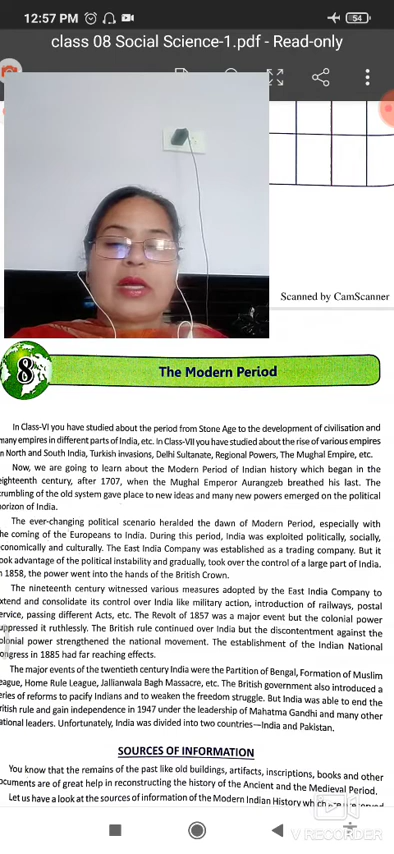 12:57 PM
54
class 08 Social Science-1.pdf - Read-only
Scanned by CamScanner
8
The Modern Period
In Class-VI you have studied about the period from Stone Age to the development of civilisation and
many empires in different parts of India, etc. In Class-VII you have studied about the rise of various empires
n North and South India, Turkish invasions, Delhi Sultanate, Regional Powers, The Mughal Empire, etc.
Now, we are going to learn about the Modern Period of Indian history which began in the
eighteenth century, after 1707, when the Mughal Emperor Aurangzeb breathed his last. The
rumbling of the old system gave place to new ideas and many new powers emerged on the political
horizon of India.
The ever-changing political scenario heralded the dawn of Modern Period, especially with
he coming of the Europeans to India. During this period, India was exploited politically, socially,
conomically and culturally. The East India Company was established as a trading company. But it
ook advantage of the political instability and gradually, took over the control of a large part of India.
n 1858, the power went into the hands of the British Crown.
The nineteenth century witnessed various measures adopted by the East India Company to
xtend and consolidate its control over India like military action, introduction of railways, postal
ervice, passing different Acts, etc. The Revolt of 1857 was a major event but the colonial power
uppressed it ruthlessly. The British rule continued over India but the discontentment against the
olonial power strengthened the national movement. The establishment of the Indian National
ongress in 1885 had far reaching effects.
The major events of the twentieth century India were the Partition of Bengal, Formation of Muslim
eague, Home Rule League, Jallianwala Bagh Massacre, etc. The British government also introduced a
eries of reforms to pacify Indians and to weaken the freedom struggle. But India was able to end the
ritish rule and gain independence in 1947 under the leadership of Mahatma Gandhi and many other
ational leaders. Unfortunately, India was divided into two countries—India and Pakistan.
SOURCES OF INFORMATION
You know that the remains of the past like old buildings, artifacts, inscriptions, books and other
ocuments are of great help in reconstructing the history of the Ancient and the Medieval Period.
Let us have a look at the sources of information of the Modern Indian History which are
V RECORDER